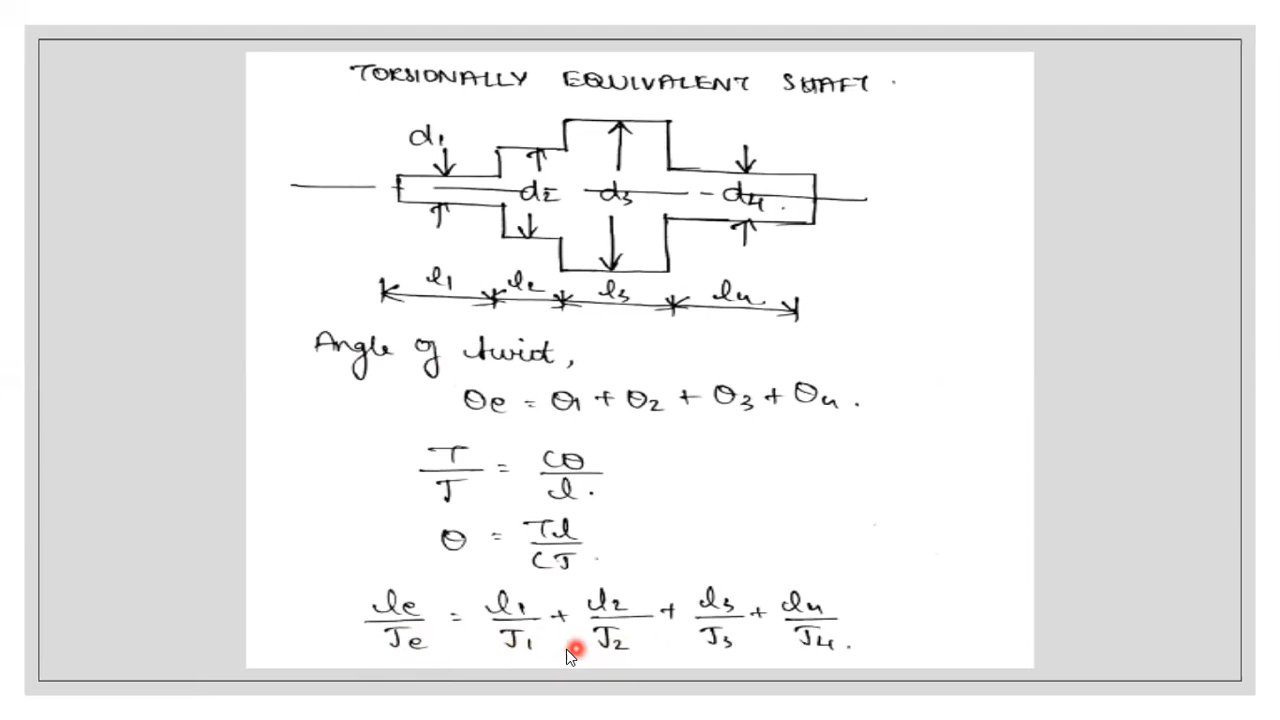 TORSIONALLY EQUIVALENT SHAFT.
d1
d2 d3 d4.
l1 l2 l3 l4
Angle of twist,
θe = θ1 + θ2 + θ3 + θ4.
T/J = Cθ/l.
θ = Tl/CJ.
le/Je = l1/J1 + l2/J2 + l3/J3 + l4/J4.